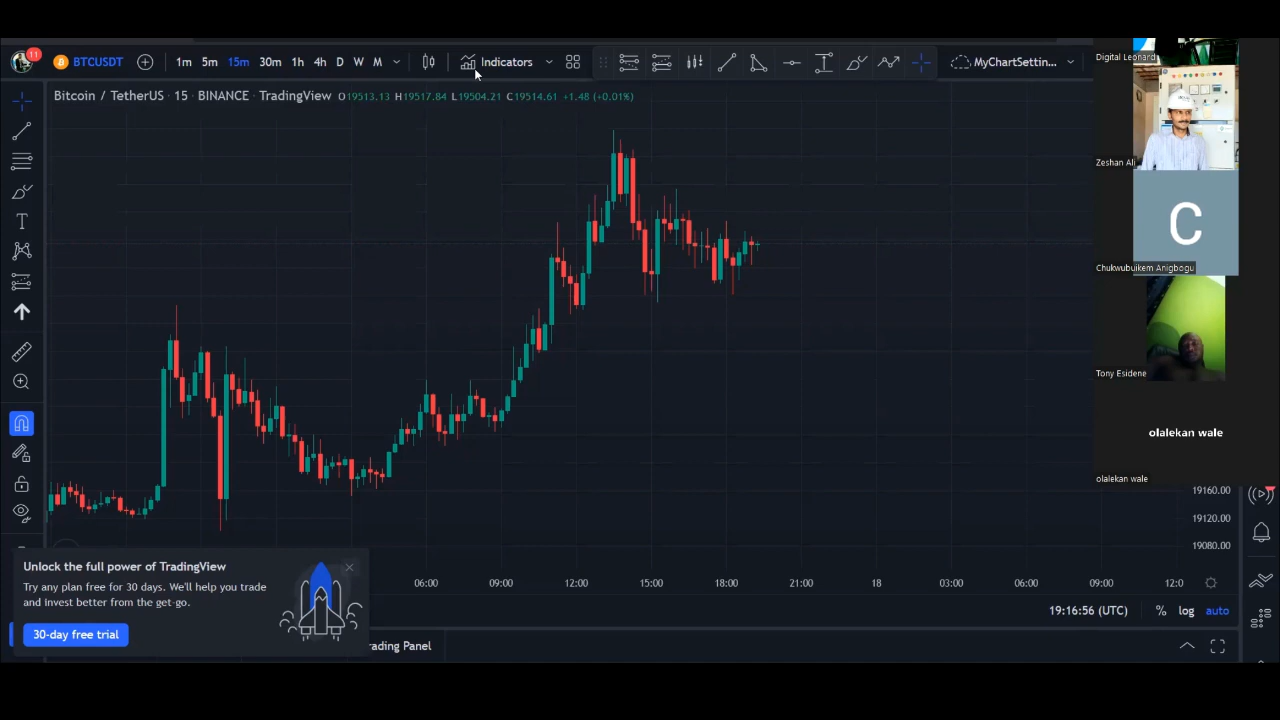 11
BTCUSDT
1m 5m 15m 30m 1h 4h D W M
Indicators
MyChartSettin...
Bitcoin / TetherUS · 15 · BINANCE · TradingView O19513.13 H19517.84 L19504.21 C19514.61 +1.48 (+0.01%)
Digital Leonard
Zeshan Ali
C
Chukwubuikem Anigbogu
Tony Esidene
olalekan wale
olalekan wale
19160.00
19120.00
19080.00
Unlock the full power of TradingView
Try any plan free for 30 days. We'll help you trade
and invest better from the get-go.
30-day free trial
06:00 09:00 12:00 15:00 18:00 21:00 18 03:00 06:00 09:00 12:0
19:16:56 (UTC) % log auto
rading Panel